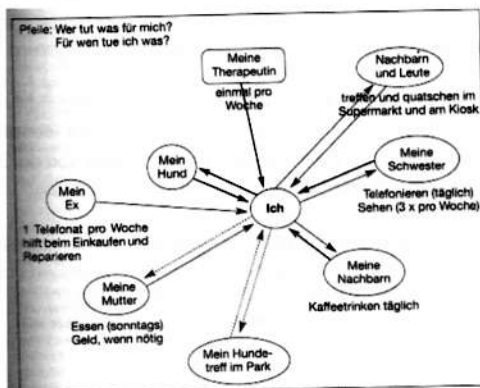 Pfeile: Wer tut was für mich?
Für wen tue ich was?
Meine
Therapeutin
einmal pro
Woche
Nachbarn
und Leute
treffen und quatschen im
Supermarkt und am Kiosk
Mein
Hund
Meine
Schwester
Telefonieren (täglich)
Sehen (3 x pro Woche)
Mein
Ex
1 Telefonat pro Woche
hilft beim Einkaufen und
Reparieren
Ich
Meine
Mutter
Essen (sonntags)
Geld, wenn nötig
Meine
Nachbarn
Kaffeetrinken täglich
Mein Hunde-
treff im Park